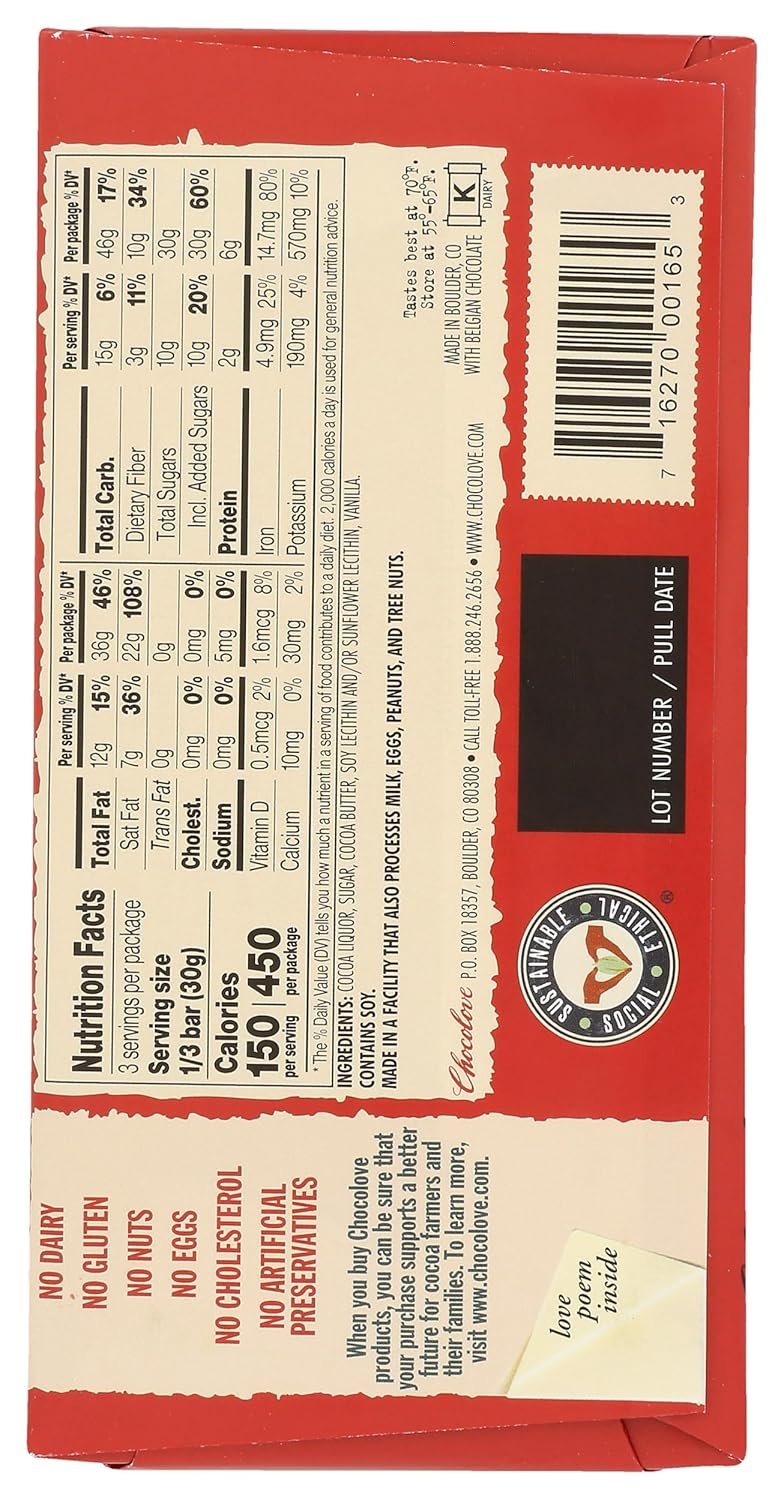 NO DAIRY
NO GLUTEN
NO NUTS
NO EGGS
NO CHOLESTEROL
NO ARTIFICIAL
PRESERVATIVES
When you buy Chocolove
products, you can be sure that
your purchase supports a better
future for cocoa farmers and
their families. To learn more,
visit www.chocolove.com.
love
poem
inside
Nutrition Facts
3 servings per package
Serving size
1/3 bar (30g)
Calories
150 | 450
per serving per package
Per serving % DV* Per package % DV*
Total Fat 12g 15% 36g 46%
Sat Fat 7g 36% 22g 108%
Trans Fat 0g 0g
Cholest. 0mg 0% 0mg 0%
Sodium 0mg 0% 5mg 0%
Vitamin D 0.5mcg 2% 1.6mcg 8%
Calcium 10mg 0% 30mg 2%
Per serving % DV* Per package % DV*
Total Carb. 15g 6% 46g 17%
Dietary Fiber 3g 11% 10g 34%
Total Sugars 10g 30g
Incl. Added Sugars 10g 20% 30g 60%
Protein 2g 6g
Iron 4.9mg 25% 14.7mg 80%
Potassium 190mg 4% 570mg 10%
*The % Daily Value (DV) tells you how much a nutrient in a serving of food contributes to a daily diet. 2,000 calories a day is used for general nutrition advice.
INGREDIENTS: COCOA LIQUOR, SUGAR, COCOA BUTTER, SOY LECITHIN AND/OR SUNFLOWER LECITHIN, VANILLA.
CONTAINS SOY.
MADE IN A FACILITY THAT ALSO PROCESSES MILK, EGGS, PEANUTS, AND TREE NUTS.
Tastes best at 70°F.
Store at 55°-65°F.
MADE IN BOULDER, CO
WITH BELGIAN CHOCOLATE
K
DAIRY
Chocolove P.O. BOX 18357, BOULDER, CO 80308 • CALL TOLL-FREE 1.888.246.2656 • WWW.CHOCOLOVE.COM
SUSTAINABLE • ETHICAL • SOCIAL •
®
LOT NUMBER / PULL DATE
7 16270 00165 3